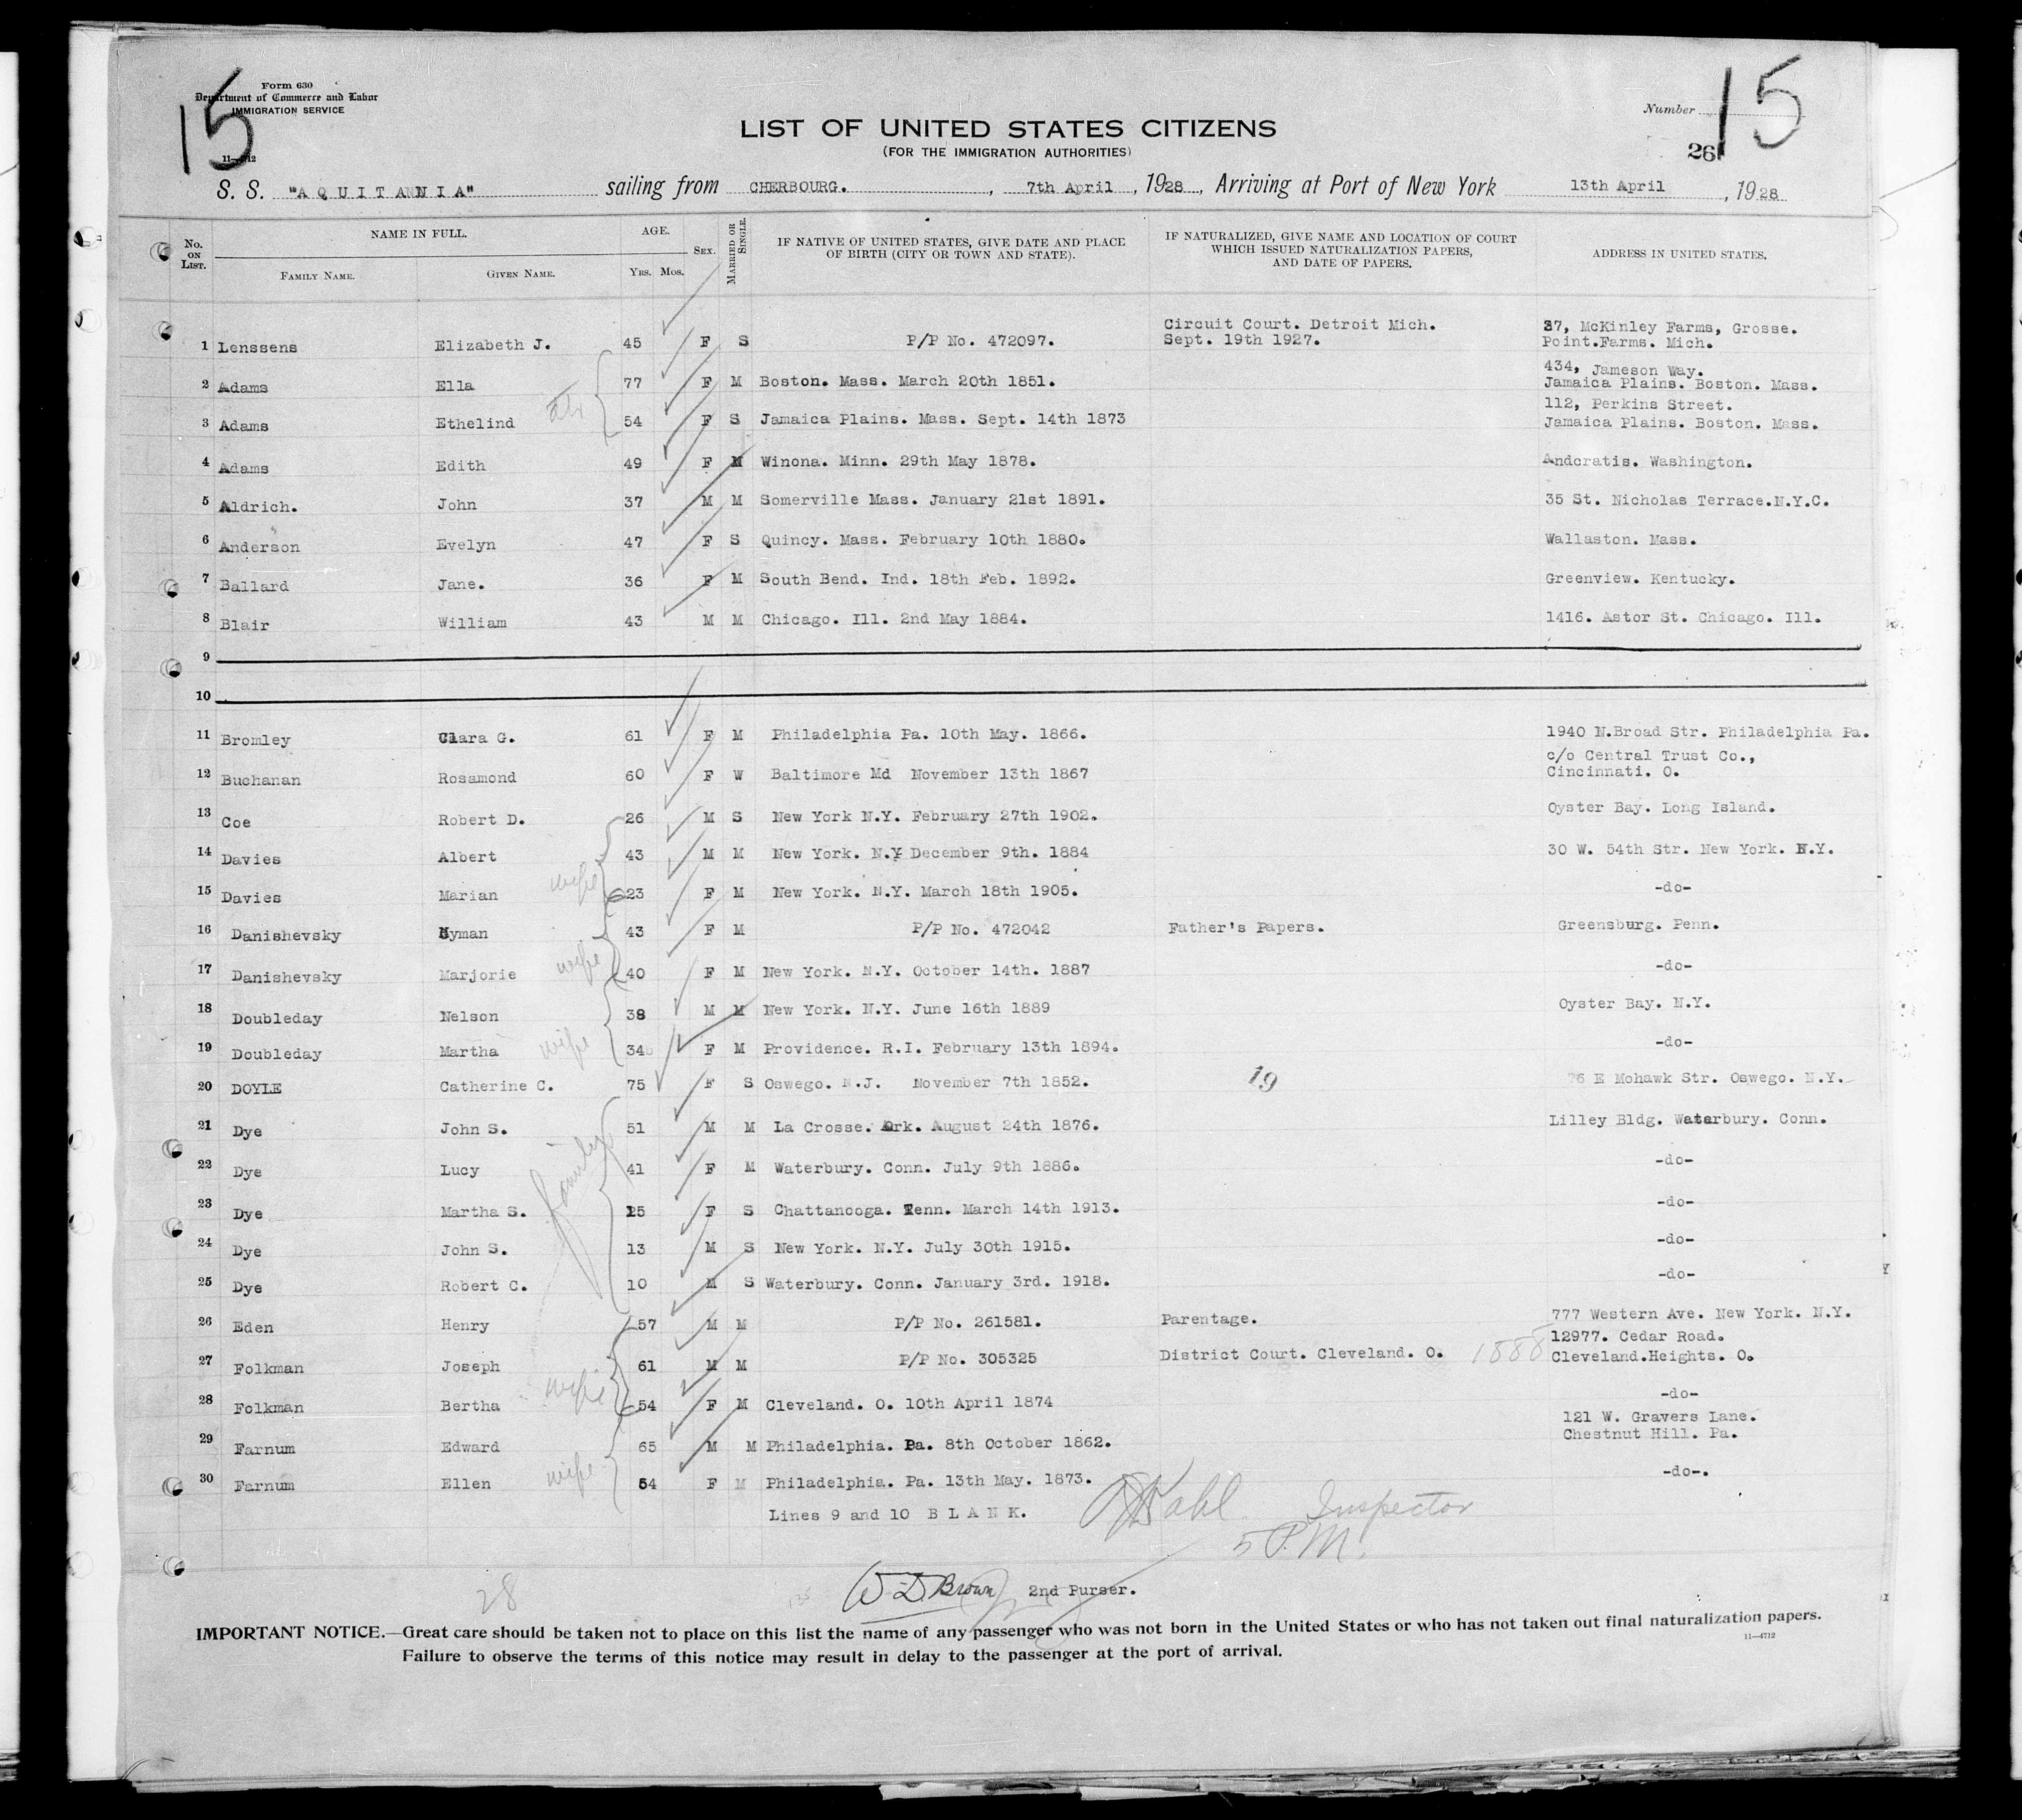 15
Form 630
Department of Commerce and Labor
IMMIGRATION SERVICE
Number 15
26
LIST OF UNITED STATES CITIZENS
(FOR THE IMMIGRATION AUTHORITIES)
S. S. "AQUITANNIA" sailing from CHERBOURG. , 7th April , 1928 , Arriving at Port of New York 13th April , 1928
No. ON LIST. NAME IN FULL. FAMILY NAME. GIVEN NAME. AGE. Yrs. Mos. SEX. MARRIED OR SINGLE. IF NATIVE OF UNITED STATES, GIVE DATE AND PLACE OF BIRTH (CITY OR TOWN AND STATE). IF NATURALIZED, GIVE NAME AND LOCATION OF COURT WHICH ISSUED NATURALIZATION PAPERS, AND DATE OF PAPERS. ADDRESS IN UNITED STATES.
1 Lenssens Elizabeth J. 45 F S P/P No. 472097. Circuit Court. Detroit Mich. Sept. 19th 1927. 37, McKinley Farms, Grosse. Point.Farms. Mich.
2 Adams Ella 77 F M Boston. Mass. March 20th 1851. 434, Jameson Way. Jamaica Plains. Boston. Mass.
3 Adams Ethelind 54 F S Jamaica Plains. Mass. Sept. 14th 1873 112, Perkins Street. Jamaica Plains. Boston. Mass.
4 Adams Edith 49 F M Winona. Minn. 29th May 1878. Andcratis. Washington.
5 Aldrich. John 37 M M Somerville Mass. January 21st 1891. 35 St. Nicholas Terrace.N.Y.C.
6 Anderson Evelyn 47 F S Quincy. Mass. February 10th 1880. Wallaston. Mass.
7 Ballard Jane. 36 F M South Bend. Ind. 18th Feb. 1892. Greenview. Kentucky.
8 Blair William 43 M M Chicago. Ill. 2nd May 1884. 1416. Astor St. Chicago. Ill.
9
10
11 Bromley Clara G. 61 F M Philadelphia Pa. 10th May. 1866. 1940 N.Broad Str. Philadelphia Pa.
12 Buchanan Rosamond 60 F W Baltimore Md November 13th 1867 c/o Central Trust Co., Cincinnati. O.
13 Coe Robert D. 26 M S New York N.Y. February 27th 1902. Oyster Bay. Long Island.
14 Davies Albert 43 M M New York. N.Y December 9th. 1884 30 W. 54th Str. New York. N.Y.
15 Davies Marian wife 23 F M New York. N.Y. March 18th 1905. -do-
16 Danishevsky Hyman 43 F M P/P No. 472042 Father's Papers. Greensburg. Penn.
17 Danishevsky Marjorie wife 40 F M New York. N.Y. October 14th. 1887 -do-
18 Doubleday Nelson 38 M M New York. N.Y. June 16th 1889 Oyster Bay. N.Y.
19 Doubleday Martha wife 34 F M Providence. R.I. February 13th 1894. -do-
20 DOYLE Catherine C. 75 F S Oswego. N.J. November 7th 1852. 19 76 E Mohawk Str. Oswego. N.Y.
21 Dye John S. 51 M M La Crosse. Ark. August 24th 1876. Lilley Bldg. Waterbury. Conn.
22 Dye Lucy family 41 F M Waterbury. Conn. July 9th 1886. -do-
23 Dye Martha S. 15 F S Chattanooga. Tenn. March 14th 1913. -do-
24 Dye John S. 13 M S New York. N.Y. July 30th 1915. -do-
25 Dye Robert C. 10 M S Waterbury. Conn. January 3rd. 1918. -do-
26 Eden Henry 57 M M P/P No. 261581. Parentage. 777 Western Ave. New York. N.Y.
27 Folkman Joseph 61 M M P/P No. 305325 District Court. Cleveland. O. 1888 12977. Cedar Road. Cleveland.Heights. O.
28 Folkman Bertha wife 54 F M Cleveland. O. 10th April 1874 -do-
29 Farnum Edward 65 M M Philadelphia. Pa. 8th October 1862. 121 W. Gravers Lane. Chestnut Hill. Pa.
30 Farnum Ellen wife 54 F M Philadelphia. Pa. 13th May. 1873. -do-.
Lines 9 and 10 BLANK. Inspector
5 P.M.
28
W. D. Brown 2nd Purser.
IMPORTANT NOTICE.—Great care should be taken not to place on this list the name of any passenger who was not born in the United States or who has not taken out final naturalization papers.
11—4712
Failure to observe the terms of this notice may result in delay to the passenger at the port of arrival.